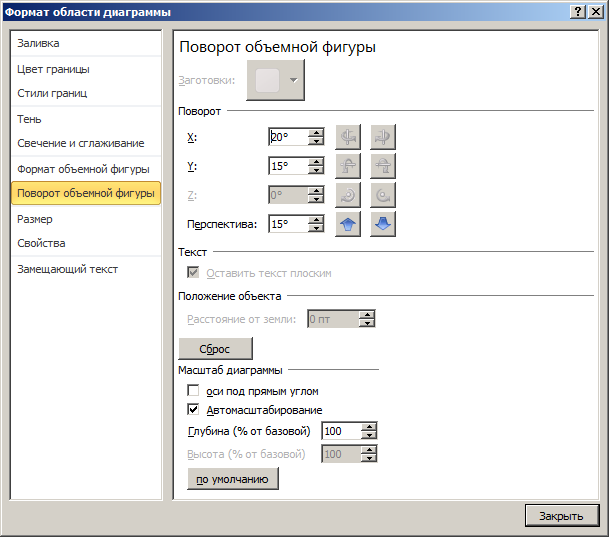 Формат области диаграммы
Заливка
Цвет границы
Стили границ
Тень
Свечение и сглаживание
Формат объемной фигуры
Поворот объемной фигуры
Размер
Свойства
Замещающий текст
Поворот объемной фигуры
Заготовки:
Поворот
X: 20°
Y: 15°
Z: 0°
Перспектива: 15°
Текст
Оставить текст плоским
Положение объекта
Расстояние от земли: 0 пт
Сброс
Масштаб диаграммы
оси под прямым углом
Автомасштабирование
Глубина (% от базовой) 100
Высота (% от базовой) 100
по умолчанию
Закрыть